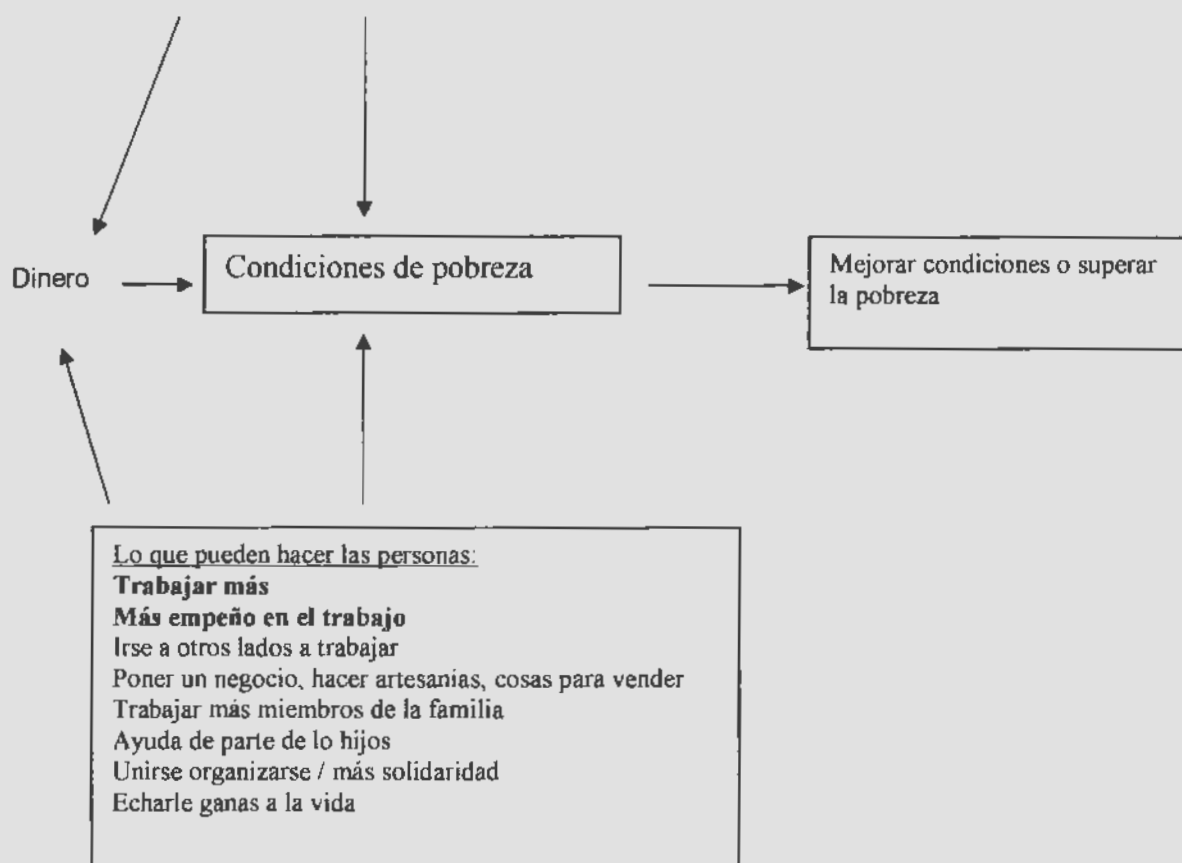 Dinero
Condiciones de pobreza
Mejorar condiciones o superar
la pobreza
Lo que pueden hacer las personas:
Trabajar más
Más empeño en el trabajo
Irse a otros lados a trabajar
Poner un negocio, hacer artesanías, cosas para vender
Trabajar más miembros de la familia
Ayuda de parte de lo hijos
Unirse organizarse / más solidaridad
Echarle ganas a la vida